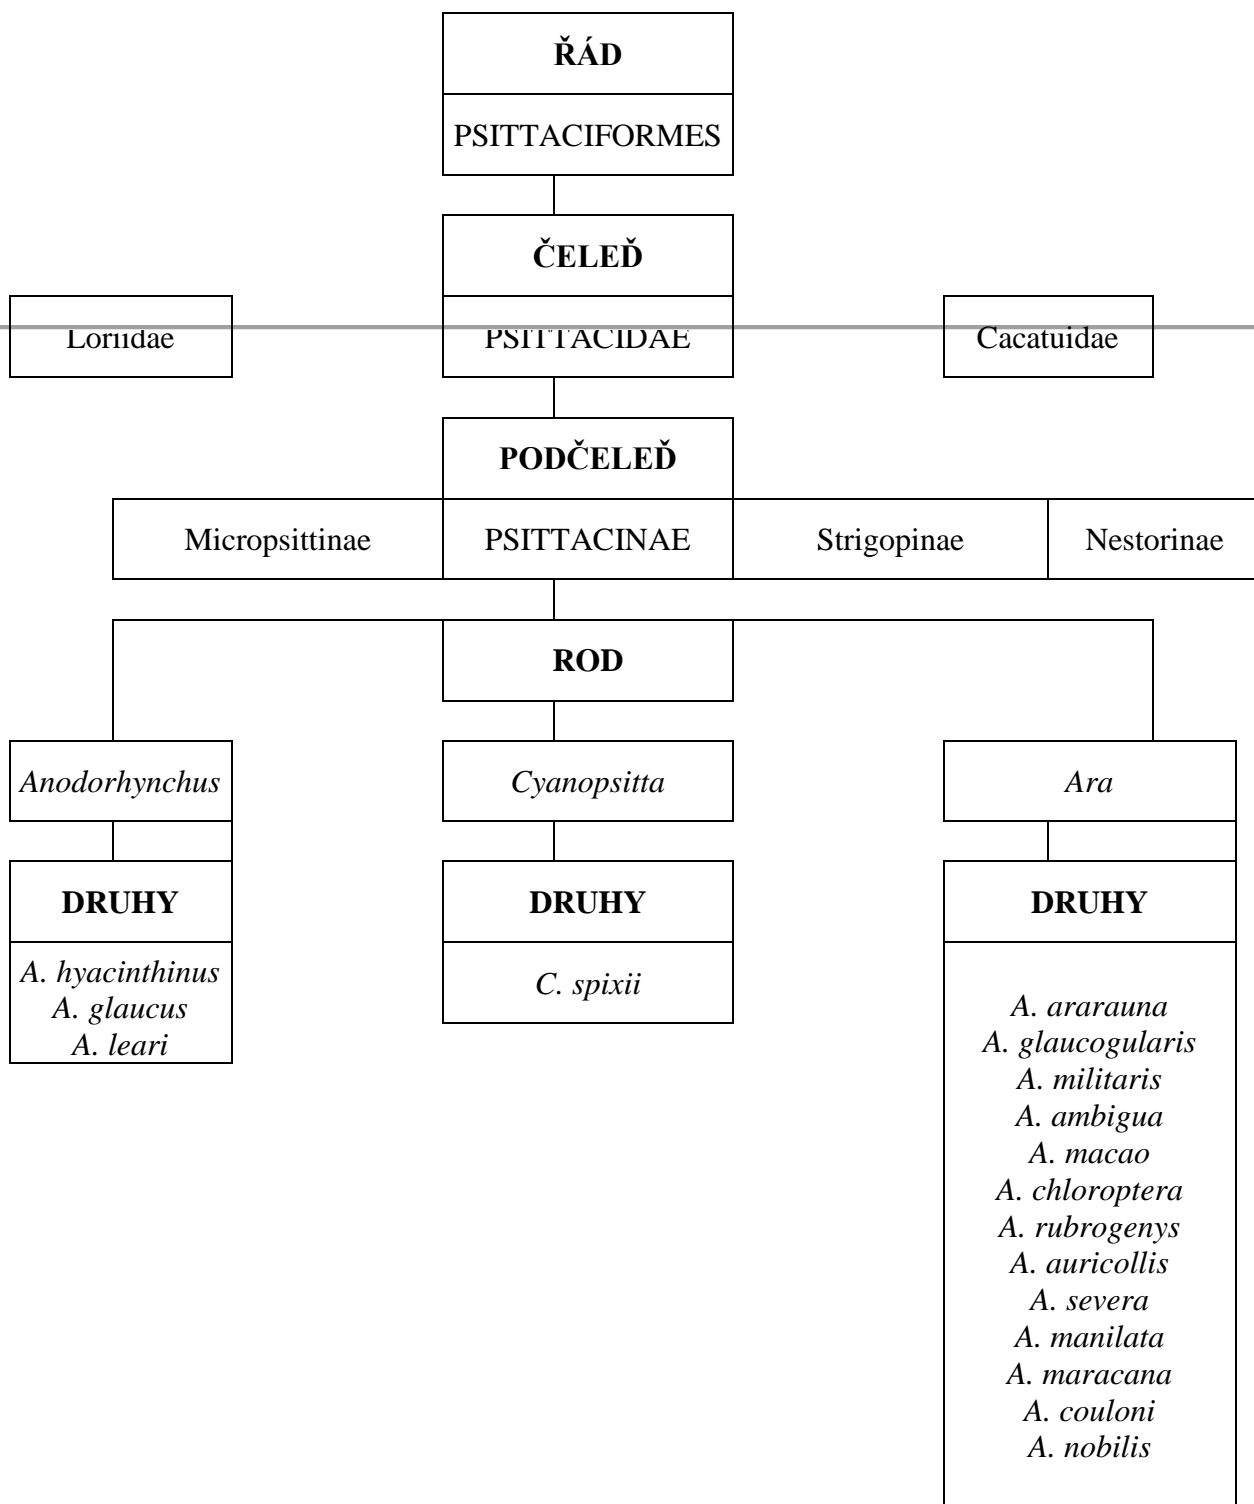 ŘÁD
PSITTACIFORMES
ČELEĎ
Loriidae
PSITTACIDAE
Cacatuidae
PODČELEĎ
Micropsittinae
PSITTACINAE
Strigopinae
Nestorinae
ROD
Anodorhynchus
Cyanopsitta
Ara
DRUHY
DRUHY
DRUHY
A. hyacinthinus
A. glaucus
A. leari
C. spixii
A. ararauna
A. glaucogularis
A. militaris
A. ambigua
A. macao
A. chloroptera
A. rubrogenys
A. auricollis
A. severa
A. manilata
A. maracana
A. couloni
A. nobilis